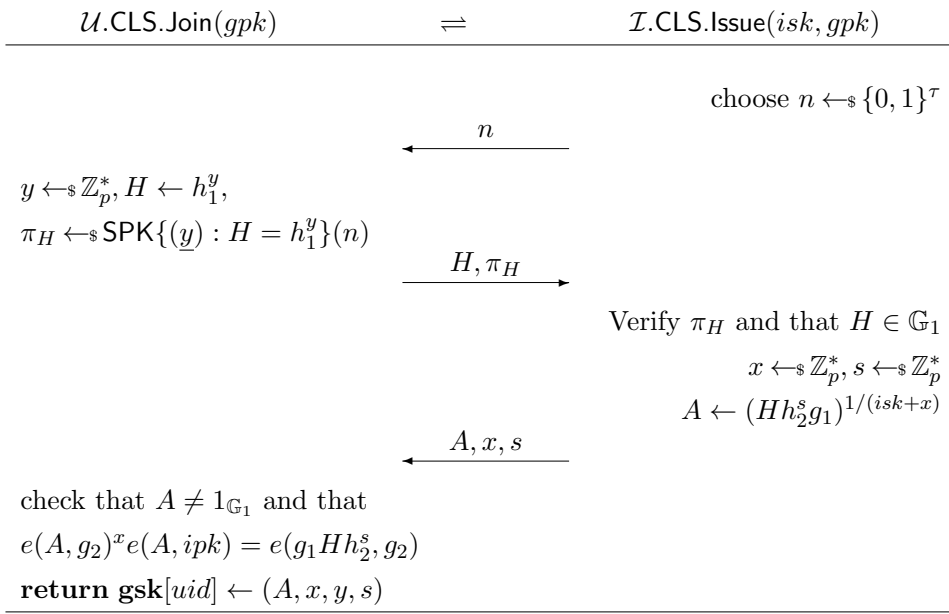 𝒰.CLS.Join(gpk) ⇌ ℐ.CLS.Issue(isk, gpk)
choose n ←$ {0, 1}^τ
n
y ←$ ℤ_p^*, H ← h_1^y,
π_H ←$ SPK{(y) : H = h_1^y}(n)
H, π_H
Verify π_H and that H ∈ 𝔾_1
x ←$ ℤ_p^*, s ←$ ℤ_p^*
A ← (Hh_2^s g_1)^{1/(isk+x)}
A, x, s
check that A ≠ 1_{𝔾_1} and that
e(A, g_2)^x e(A, ipk) = e(g_1 Hh_2^s, g_2)
return gsk[uid] ← (A, x, y, s)